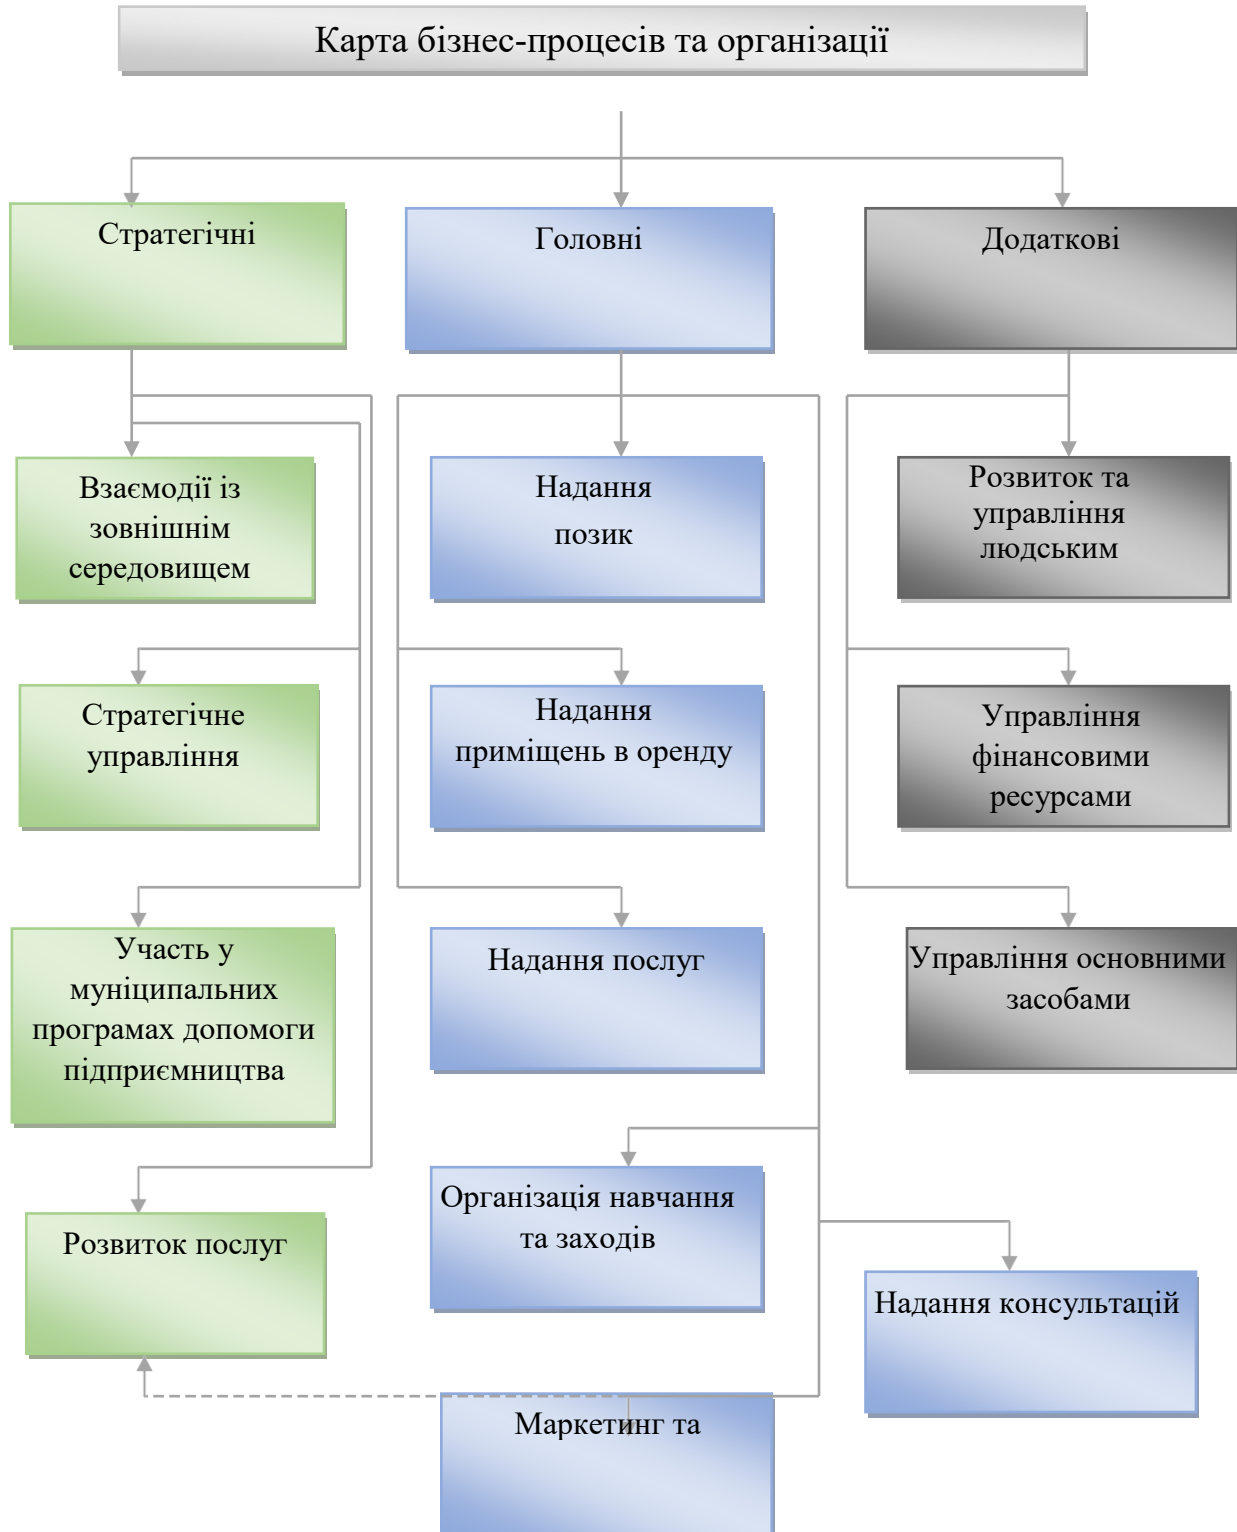 Карта бізнес-процесів та організації
Стратегічні
Головні
Додаткові
Взаємодії із
зовнішнім
середовищем
Надання
позик
Розвиток та
управління
людським
Стратегічне
управління
Надання
приміщень в оренду
Управління
фінансовими
ресурсами
Участь у
муніципальних
програмах допомоги
підприємництва
Надання послуг
Управління основними
засобами
Організація навчання
та заходів
Розвиток послуг
Надання консультацій
Маркетинг та